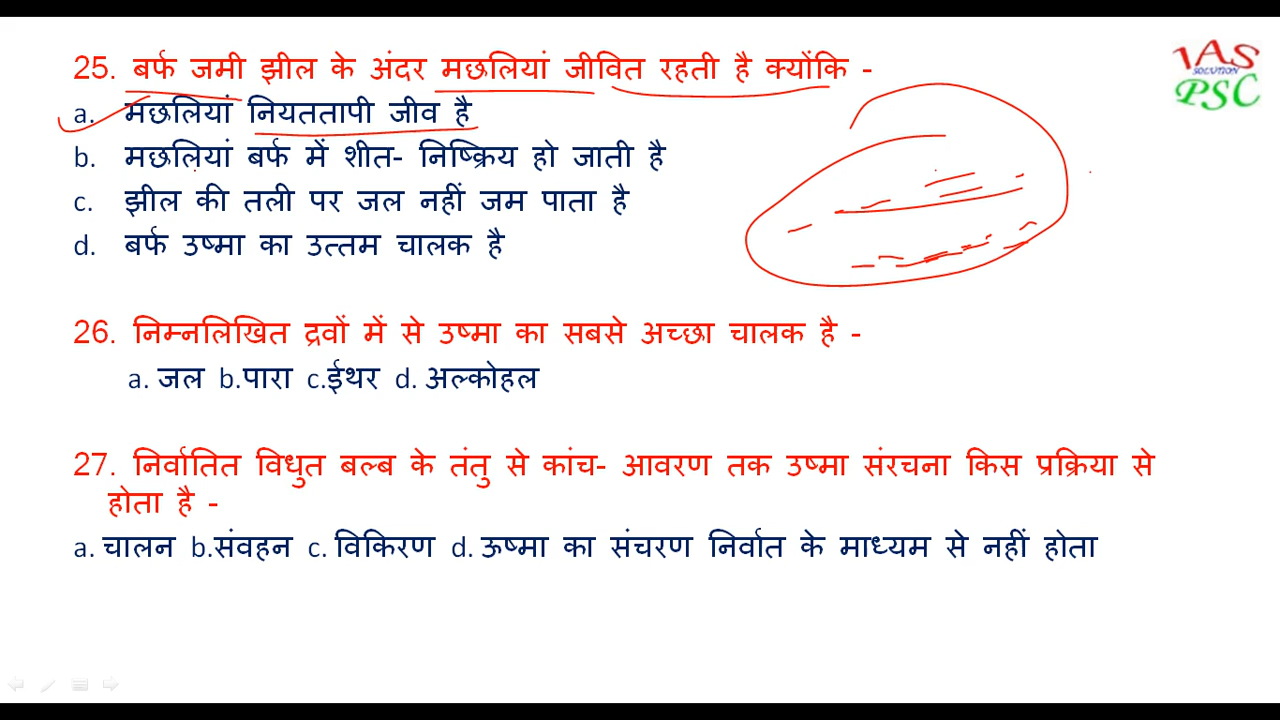 25. बर्फ जमी झील के अंदर मछलियां जीवित रहती है क्योंकि -
1AS
SOLUTION
PSC
a. मछलियां नियततापी जीव है
b. मछलियां बर्फ में शीत- निष्क्रिय हो जाती है
c. झील की तली पर जल नहीं जम पाता है
d. बर्फ उष्मा का उत्तम चालक है
26. निम्नलिखित द्रवों में से उष्मा का सबसे अच्छा चालक है -
a. जल b.पारा c.ईथर d. अल्कोहल
27. निर्वातित विधुत बल्ब के तंतु से कांच- आवरण तक उष्मा संरचना किस प्रक्रिया से
होता है -
a. चालन b.संवहन c. विकिरण d. ऊष्मा का संचरण निर्वात के माध्यम से नहीं होता